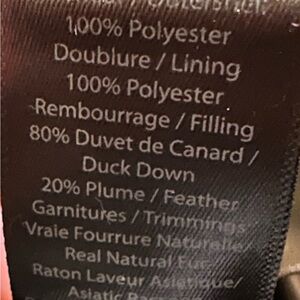 100% Polyester
Doublure / Lining
100% Polyester
Rembourrage / Filling
80% Duvet de Canard /
Duck Down
20% Plume / Feather
Garnitures / Trimmings
Vraie Fourrure Naturelle/
Real Natural Fur
Raton Laveur Asiatique/
Asiatic